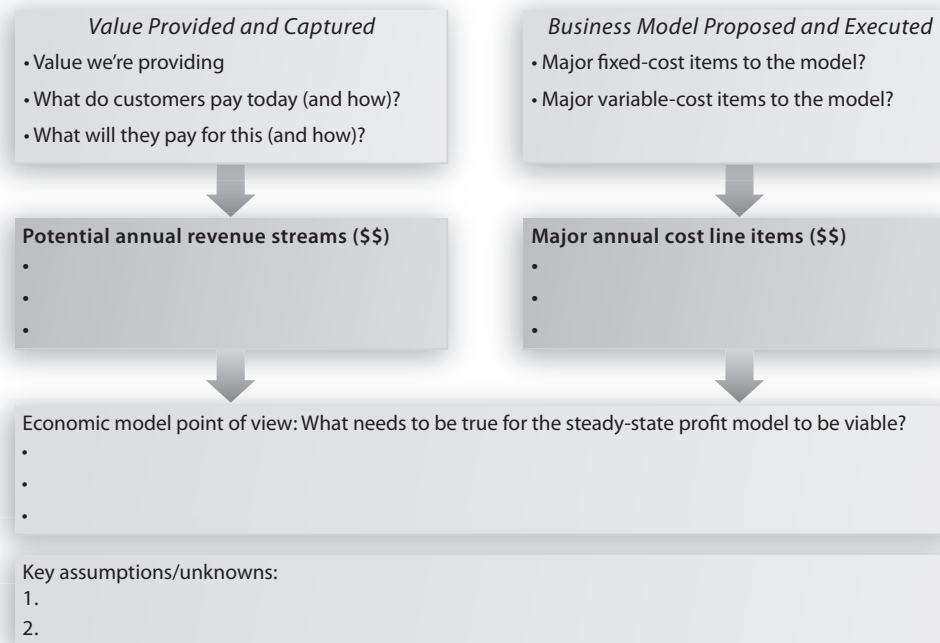 Value Provided and Captured
• Value we're providing
• What do customers pay today (and how)?
• What will they pay for this (and how)?
Business Model Proposed and Executed
• Major fixed-cost items to the model?
• Major variable-cost items to the model?
Potential annual revenue streams ($$)
•
•
•
Major annual cost line items ($$)
•
•
•
Economic model point of view: What needs to be true for the steady-state profit model to be viable?
•
•
•
Key assumptions/unknowns:
1.
2.